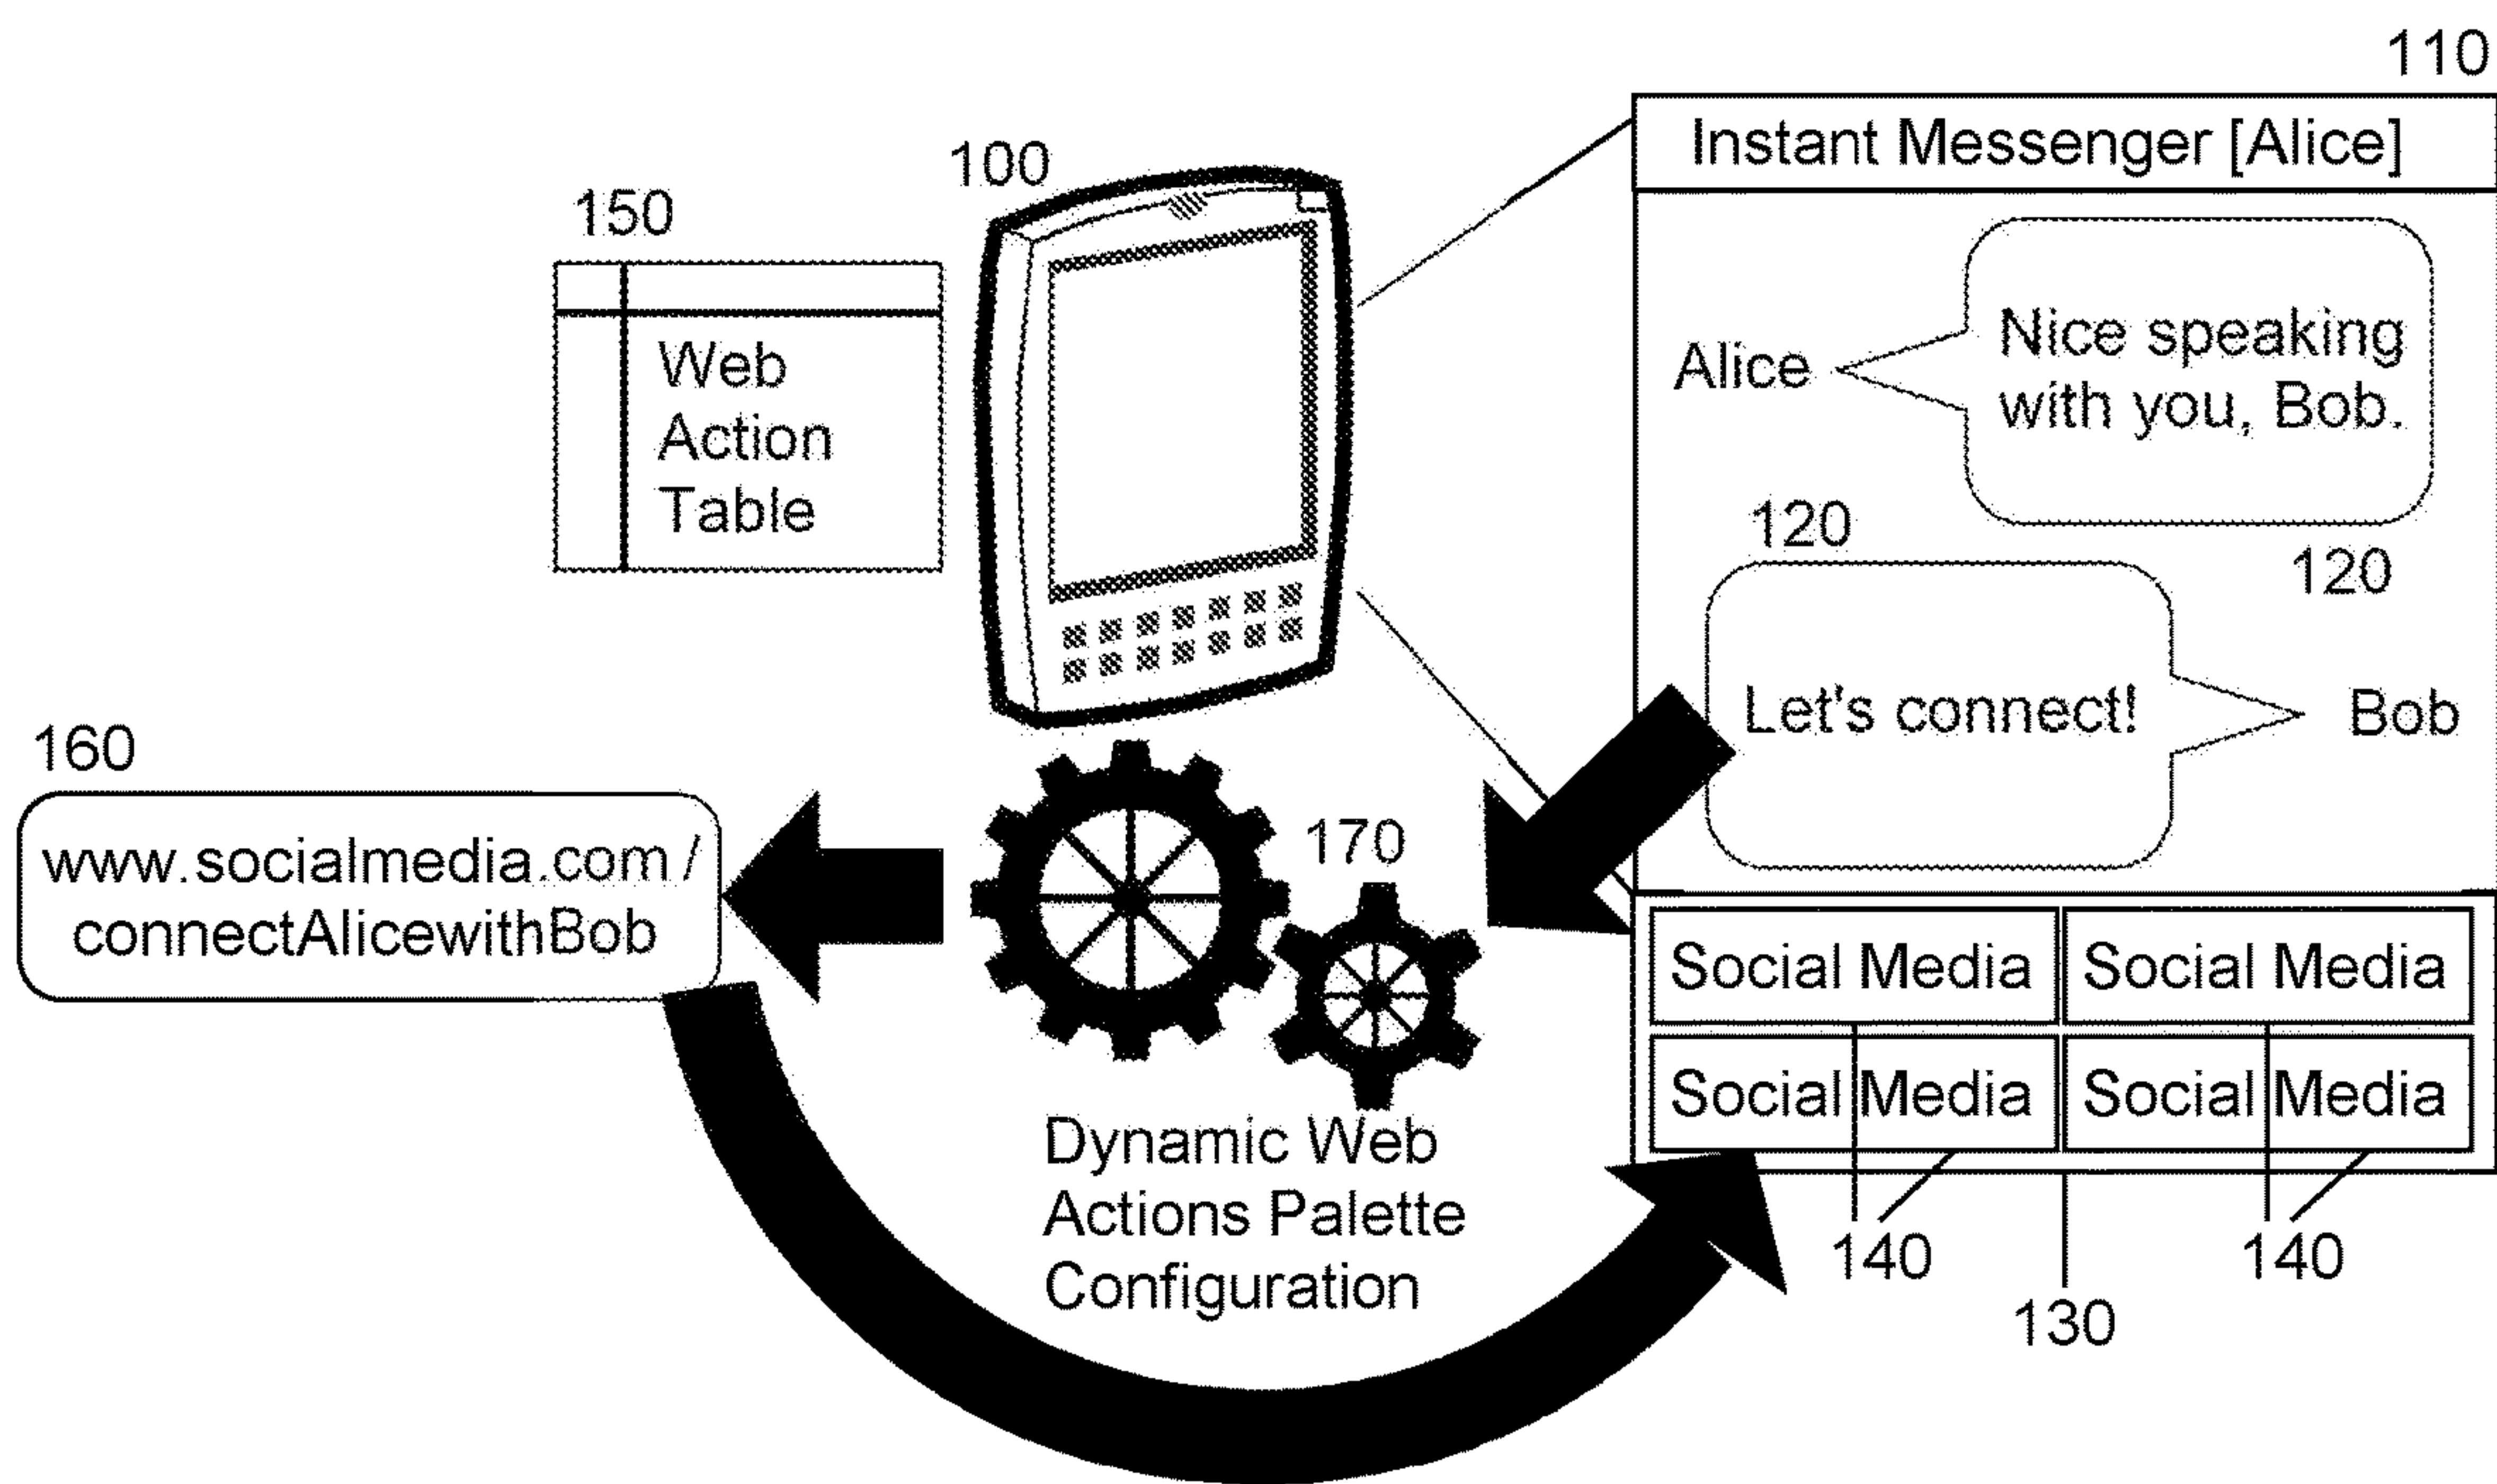 110
Instant Messenger [Alice]
100
150
Web
Action
Table
Alice
Nice speaking
with you, Bob.
120
120
Let's connect!
Bob
160
www.socialmedia.com /
connectAlicewithBob
170
Dynamic Web
Actions Palette
Configuration
Social Media
Social Media
Social Media
Social Media
140
140
130